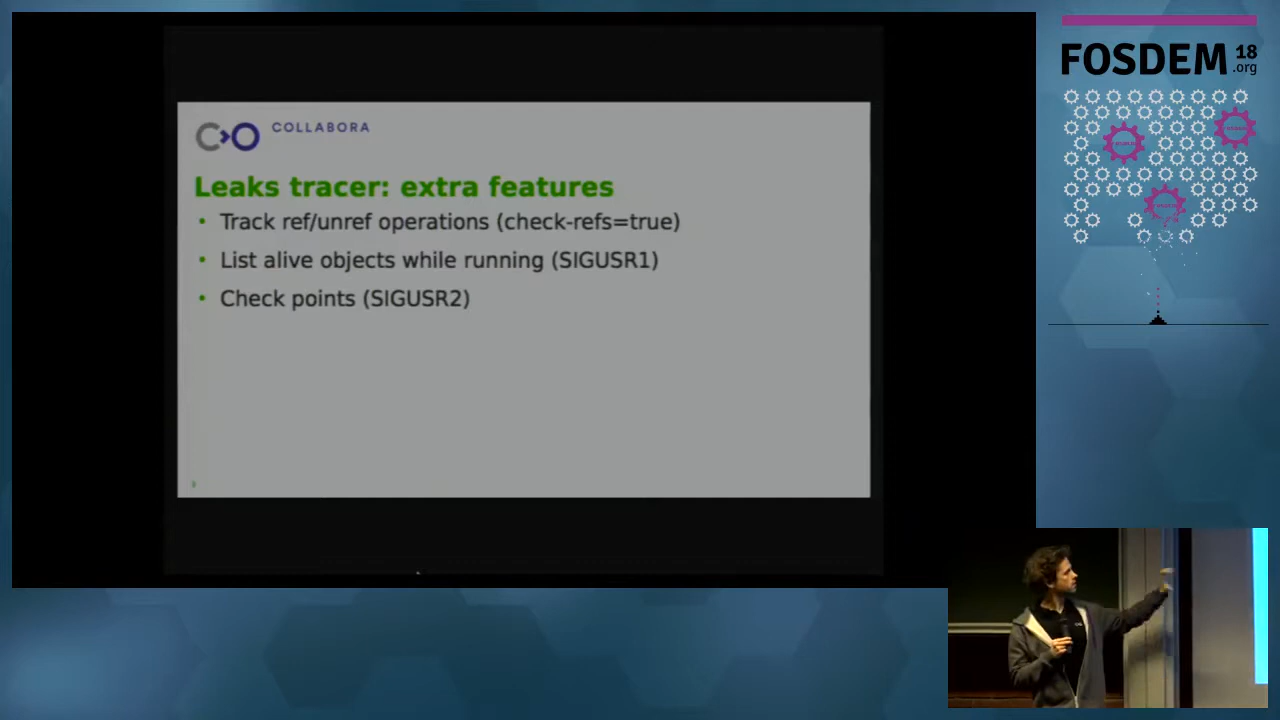 COLLABORA
Leaks tracer: extra features
• Track ref/unref operations (check-refs=true)
• List alive objects while running (SIGUSR1)
• Check points (SIGUSR2)
FOSDEM 18
.org